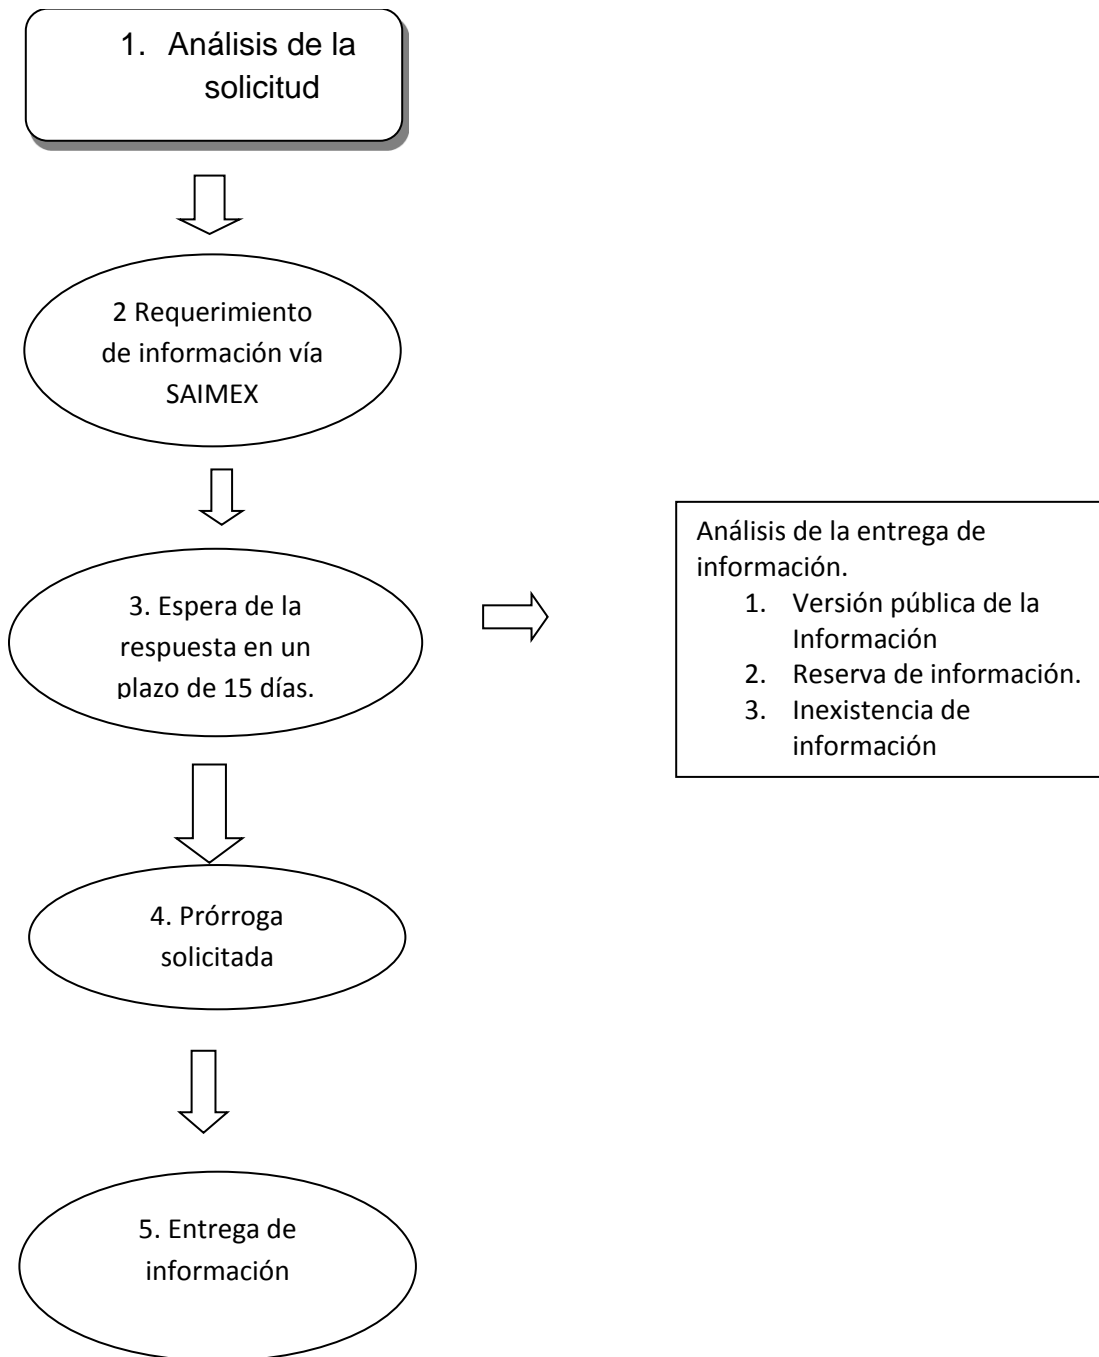 1. Análisis de la
solicitud
2 Requerimiento
de información vía
SAIMEX
3. Espera de la
respuesta en un
plazo de 15 días.
Análisis de la entrega de
información.
1. Versión pública de la
Información
2. Reserva de información.
3. Inexistencia de
información
4. Prórroga
solicitada
5. Entrega de
información